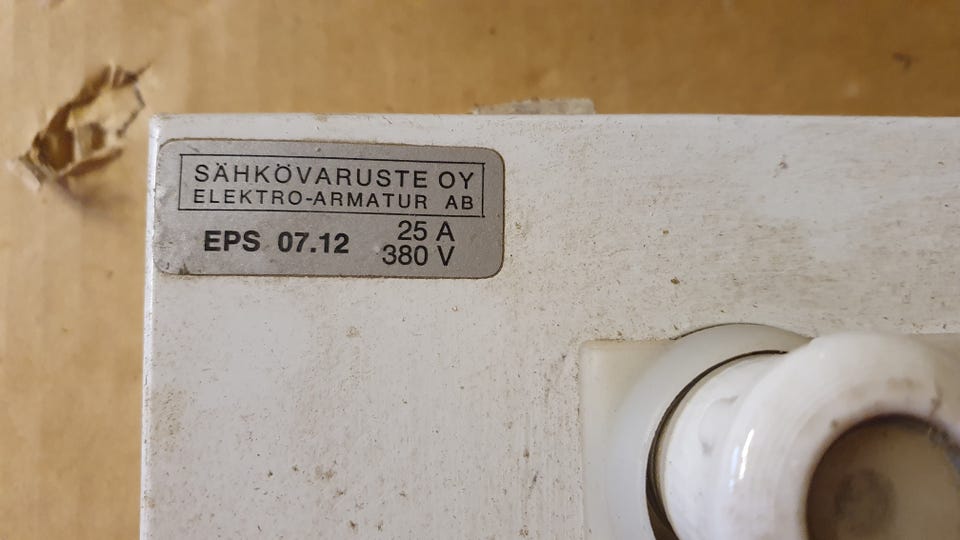 SÄHKÖVARUSTE OY
ELEKTRO-ARMATUR AB
EPS 07.12 25 A
380 V